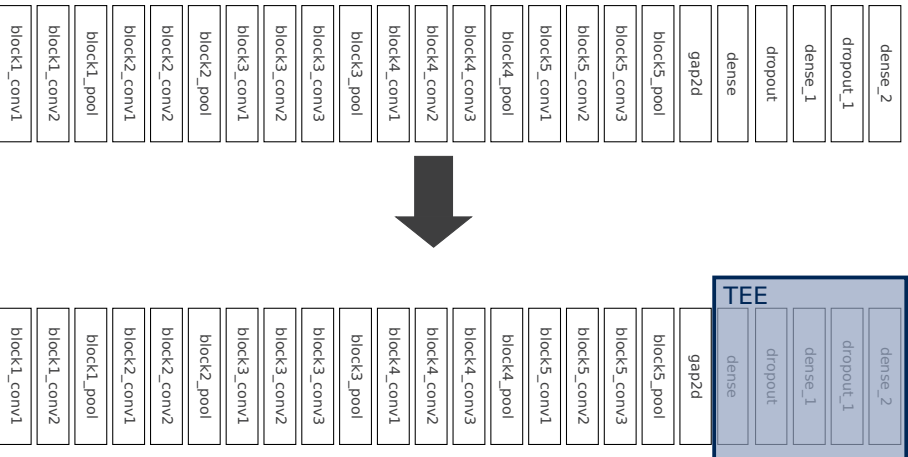 block1_conv1
block1_conv2
block1_pool
block2_conv1
block2_conv2
block2_pool
block3_conv1
block3_conv2
block3_conv3
block3_pool
block4_conv1
block4_conv2
block4_conv3
block4_pool
block5_conv1
block5_conv2
block5_conv3
block5_pool
gap2d
dense
dropout
dense_1
dropout_1
dense_2
TEE
block1_conv1
block1_conv2
block1_pool
block2_conv1
block2_conv2
block2_pool
block3_conv1
block3_conv2
block3_conv3
block3_pool
block4_conv1
block4_conv2
block4_conv3
block4_pool
block5_conv1
block5_conv2
block5_conv3
block5_pool
gap2d
dense
dropout
dense_1
dropout_1
dense_2